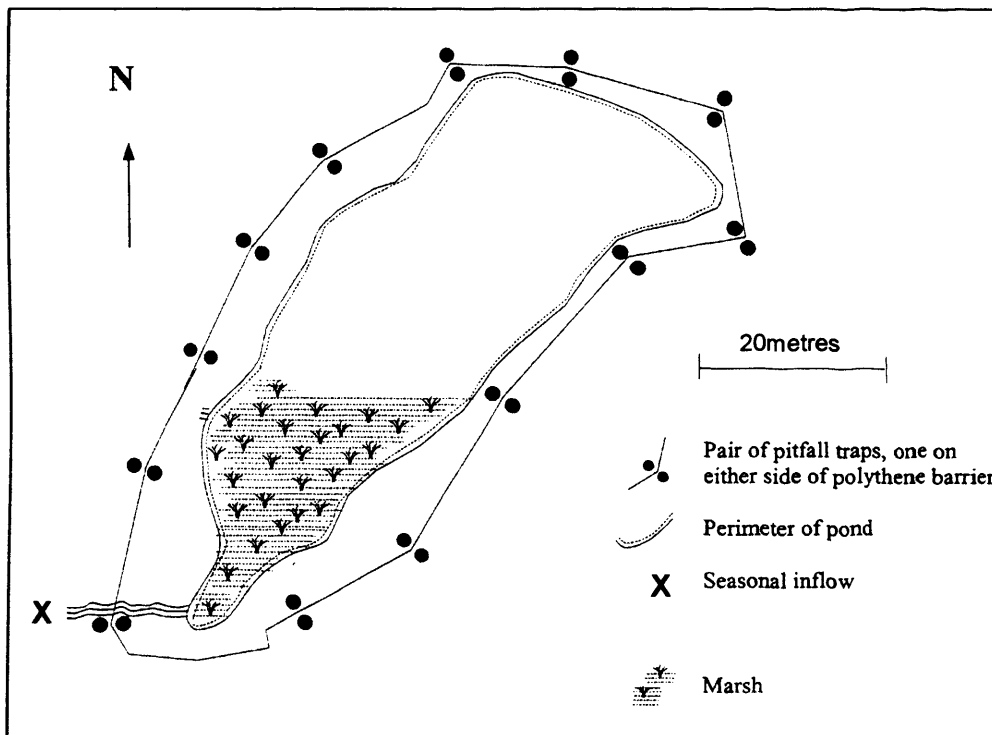 N
20metres
Pair of pitfall traps, one on
either side of polythene barrier
Perimeter of pond
X
Seasonal inflow
X
Marsh